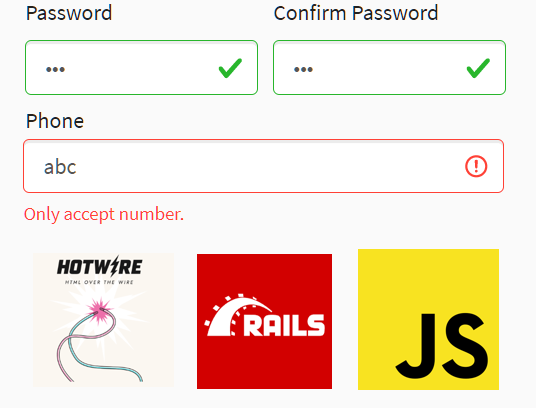 Password Confirm Password
••• •••
Phone
abc
Only accept number.
HOTWIRE
HTML OVER THE WIRE
RAILS
JS